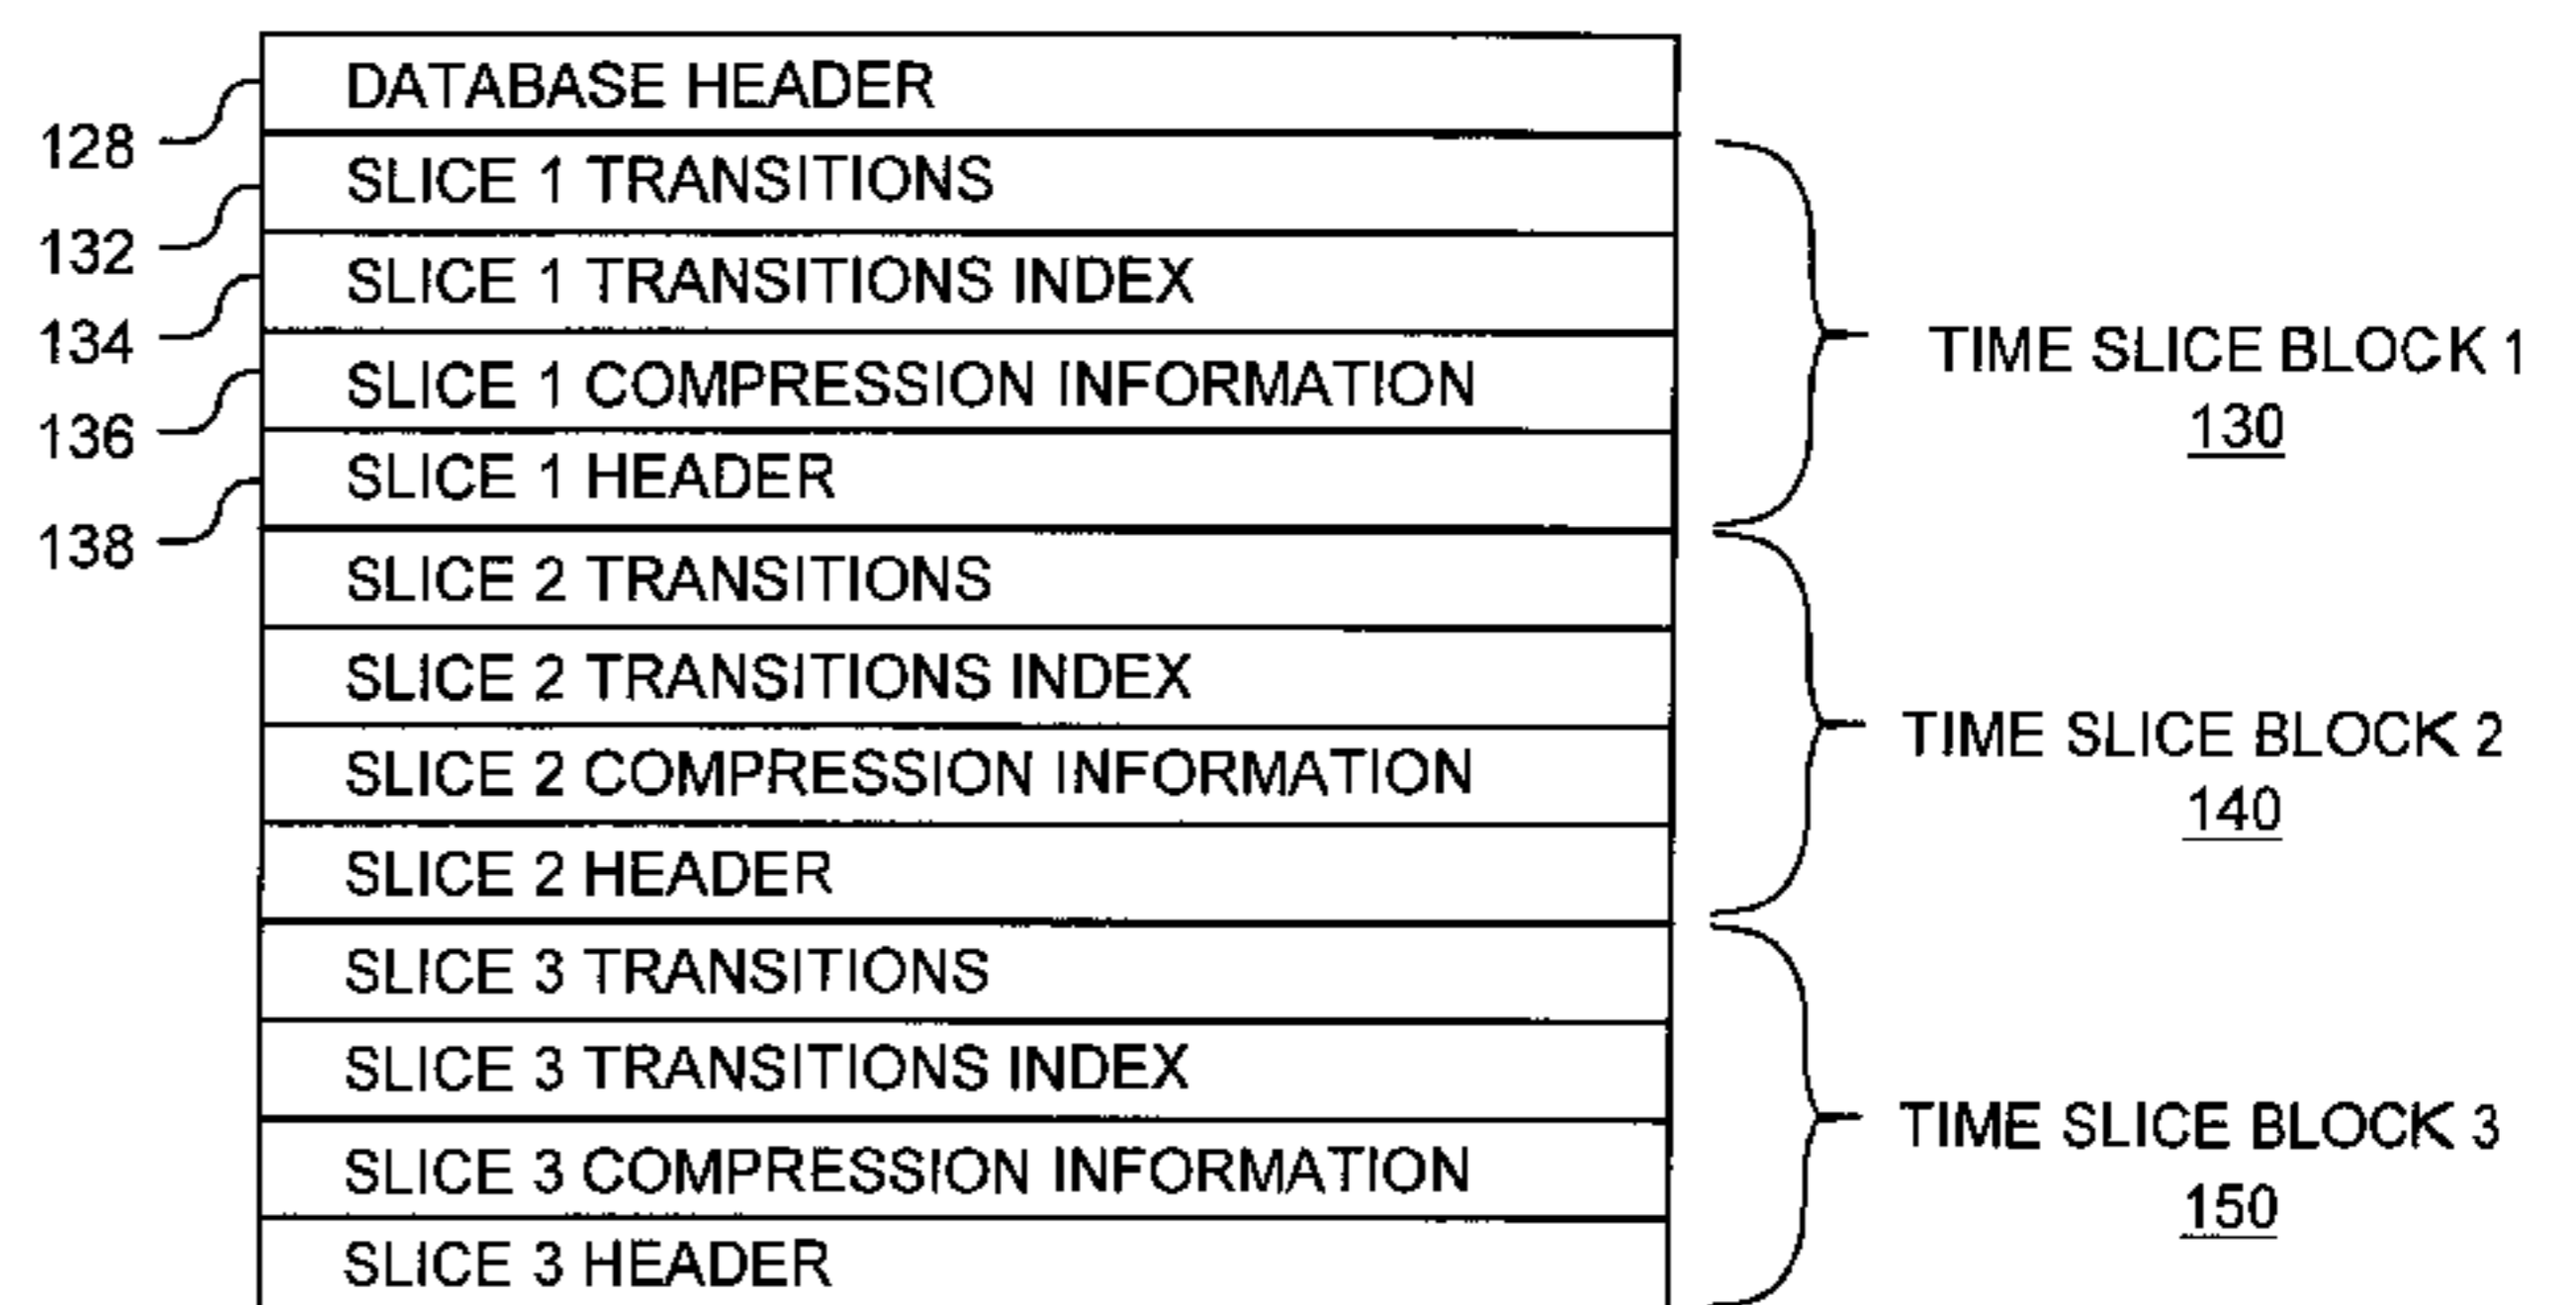 DATABASE HEADER
128
SLICE 1 TRANSITIONS
132
SLICE 1 TRANSITIONS INDEX
134
SLICE 1 COMPRESSION INFORMATION
136
SLICE 1 HEADER
138
TIME SLICE BLOCK 1
130
SLICE 2 TRANSITIONS
SLICE 2 TRANSITIONS INDEX
SLICE 2 COMPRESSION INFORMATION
SLICE 2 HEADER
TIME SLICE BLOCK 2
140
SLICE 3 TRANSITIONS
SLICE 3 TRANSITIONS INDEX
SLICE 3 COMPRESSION INFORMATION
SLICE 3 HEADER
TIME SLICE BLOCK 3
150